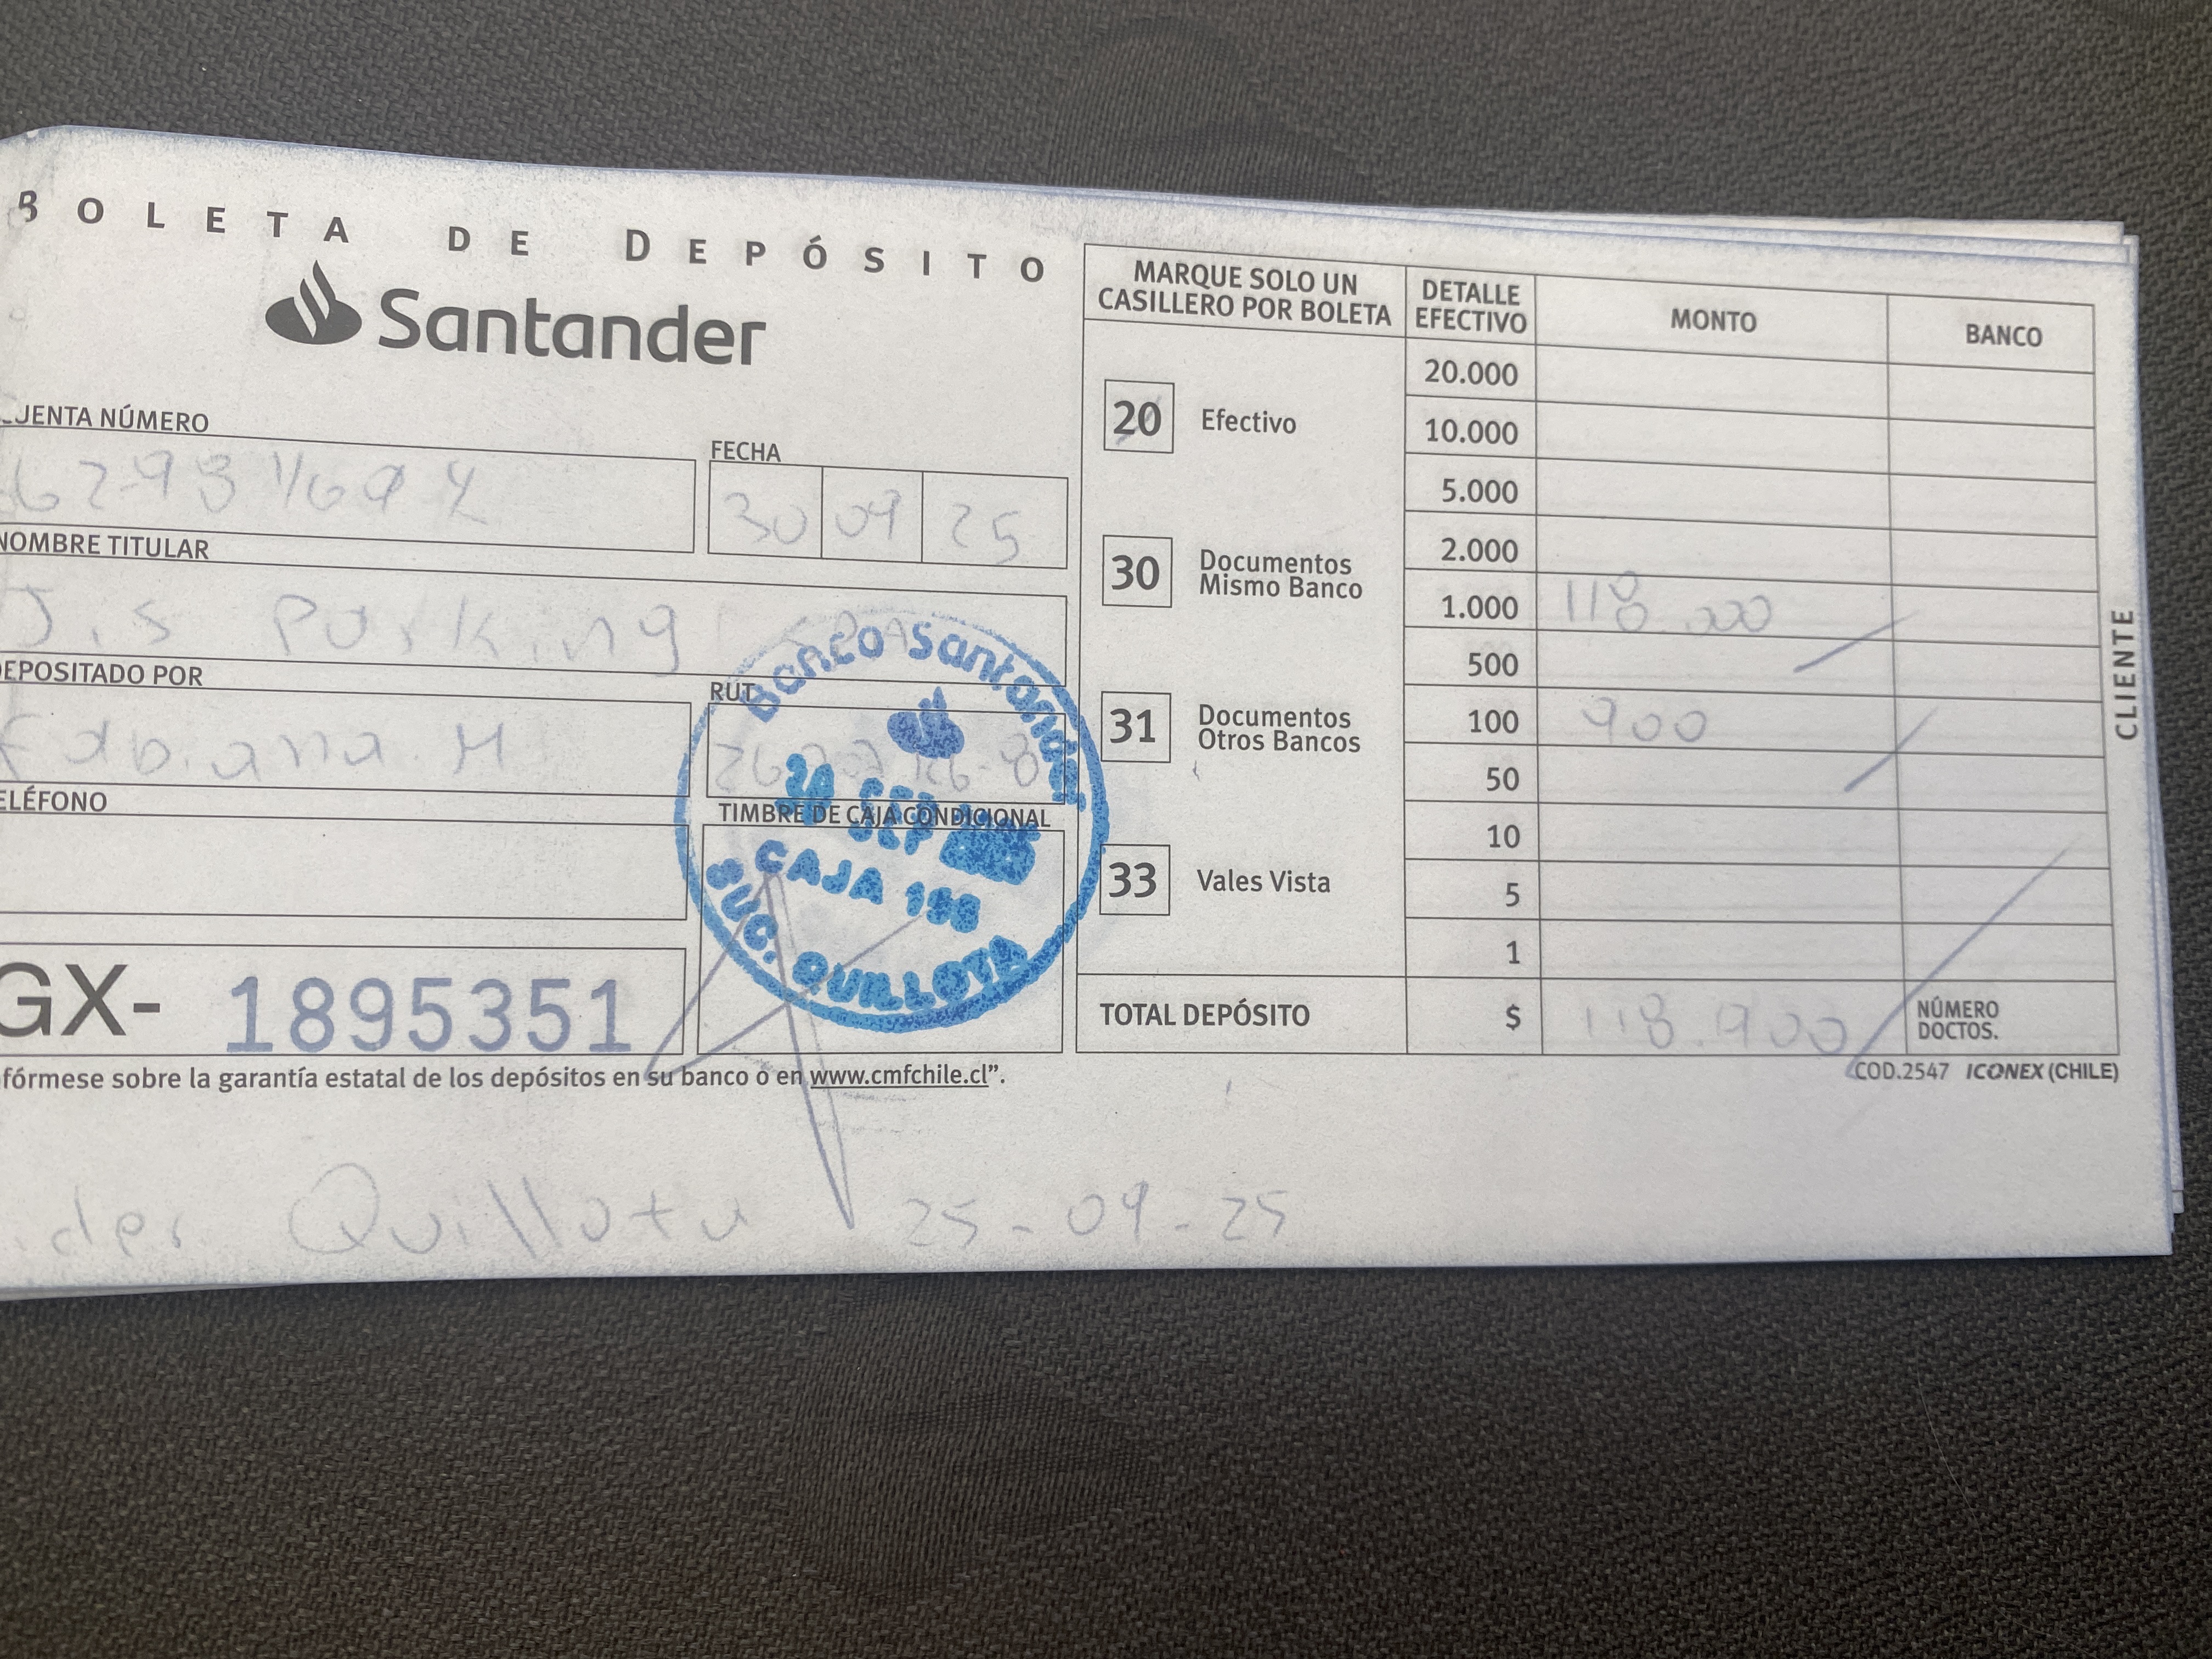 BOLETA DE DEPÓSITO
Santander
CUENTA NÚMERO
FECHA
30 09 25
NOMBRE TITULAR
J.S Parking SPA
DEPOSITADO POR
Fabiana.M
RUT
TELÉFONO
TIMBRE DE CAJA CONDICIONAL
Banco Santander
30 SEP 2025
CAJA
SUC. QUILLOTA
GX- 1895351
fórmese sobre la garantía estatal de los depósitos en su banco o en www.cmfchile.cl”.
Quillota 25-09-25
MARQUE SOLO UN CASILLERO POR BOLETA
20 Efectivo
30 Documentos Mismo Banco
31 Documentos Otros Bancos
33 Vales Vista
DETALLE EFECTIVO MONTO BANCO
20.000
10.000
5.000
2.000
1.000 118.000
500
100 900
50
10
5
1
TOTAL DEPÓSITO $ 118.900 NÚMERO DOCTOS.
COD.2547 ICONEX (CHILE)
CLIENTE